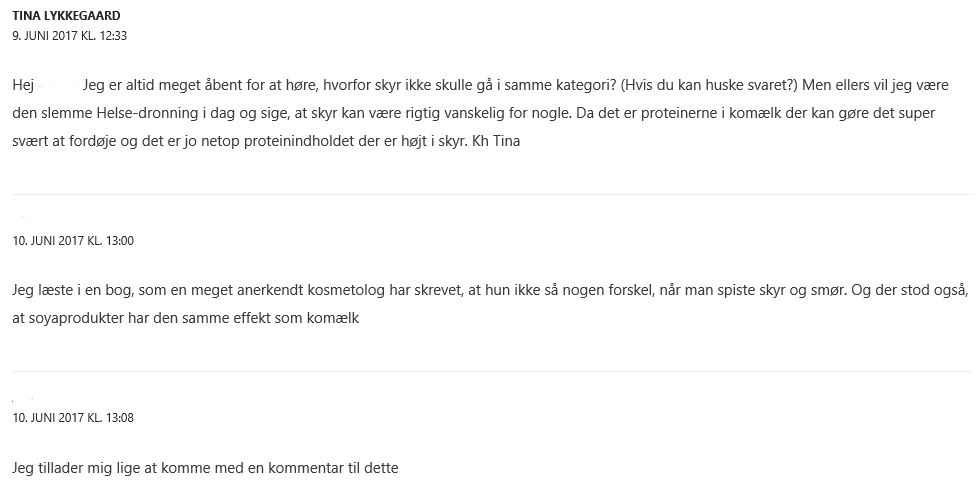 TINA LYKKEGAARD
9. JUNI 2017 KL. 12:33
Hej Jeg er altid meget åbent for at høre, hvorfor skyr ikke skulle gå i samme kategori? (Hvis du kan huske svaret?) Men ellers vil jeg være
den slemme Helse-dronning i dag og sige, at skyr kan være rigtig vanskelig for nogle. Da det er proteinerne i komælk der kan gøre det super
svært at fordøje og det er jo netop proteinindholdet der er højt i skyr. Kh Tina
10. JUNI 2017 KL. 13:00
Jeg læste i en bog, som en meget anerkendt kosmetolog har skrevet, at hun ikke så nogen forskel, når man spiste skyr og smør. Og der stod også,
at soyaprodukter har den samme effekt som komælk
10. JUNI 2017 KL. 13:08
Jeg tillader mig lige at komme med en kommentar til dette